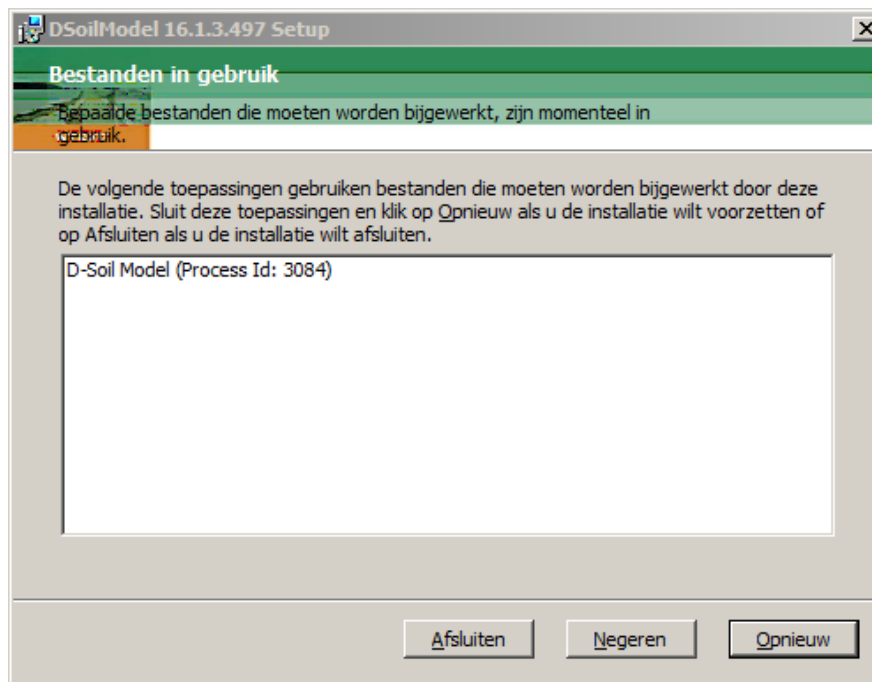 DSoilModel 16.1.3.497 Setup
Bestanden in gebruik
Bepaalde bestanden die moeten worden bijgewerkt, zijn momenteel in
gebruik.
De volgende toepassingen gebruiken bestanden die moeten worden bijgewerkt door deze
installatie. Sluit deze toepassingen en klik op Opnieuw als u de installatie wilt voorzetten of
op Afsluiten als u de installatie wilt afsluiten.
D-Soil Model (Process Id: 3084)
Afsluiten Negeren Opnieuw